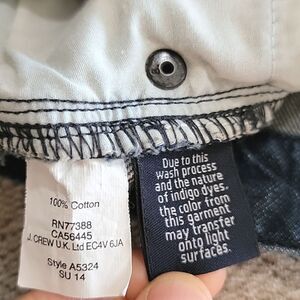 100% Cotton
RN77388
CA56445
J. CREW U.K. Ltd EC4V 6JA
Style A5324
SU 14
Due to this
wash process
and the nature
of indigo dyes,
the color from
this garment
may transfer
onto light
surfaces.